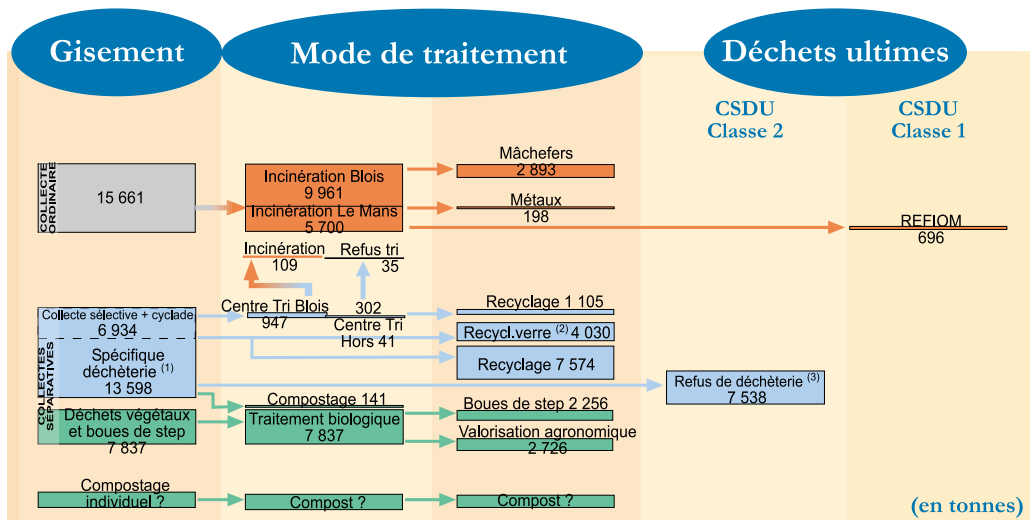 Gisement
Mode de traitement
Déchets ultimes
CSDU
Classe 2
CSDU
Classe 1
COLLECTE
ORDINAIRE
15 661
Incinération Blois
9 961
Incinération Le Mans
5 700
Mâchefers
2 893
Métaux
198
REFIOM
696
Incinération
109
Refus tri
35
COLLECTES
SÉPARATIVES
Collecte sélective + cyclade
6 934
Centre Tri Blois
947
302
Centre Tri
Hors 41
Recyclage 1 105
Recycl.verre (2) 4 030
Recyclage 7 574
Spécifique
déchèterie (1)
13 598
Refus de déchèterie (3)
7 538
Compostage 141
Déchets végétaux
et boues de step
7 837
Traitement biologique
7 837
Boues de step 2 256
Valorisation agronomique
2 726
Compostage
individuel ?
Compost ?
Compost ?
(en tonnes)